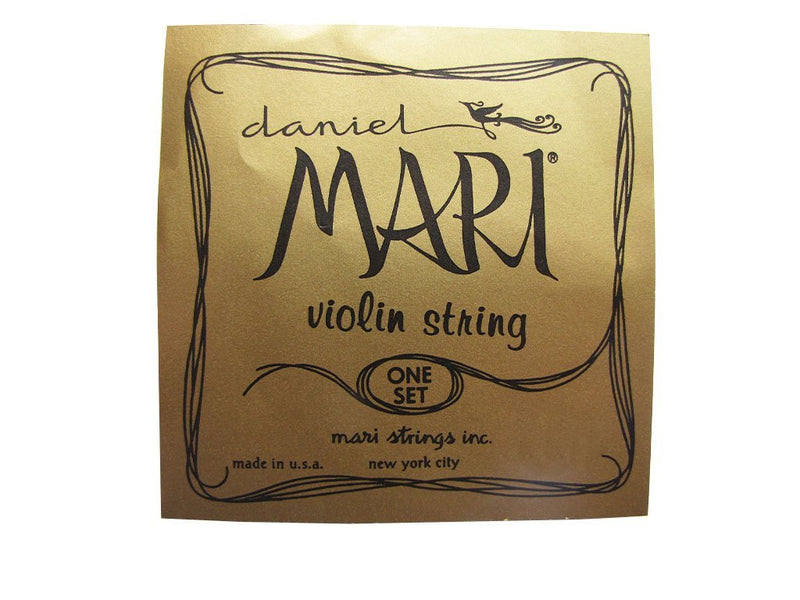 daniel
MARI®
violin string
ONE
SET
mari strings inc.
made in u.s.a. new york city